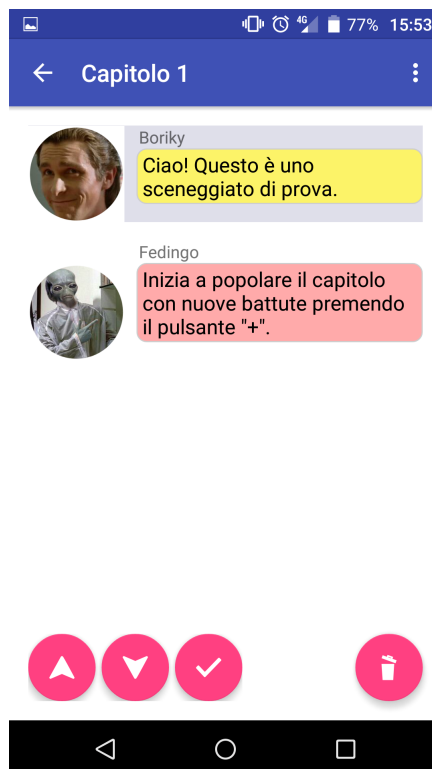 4G 77% 15:53
Capitolo 1
Boriky
Ciao! Questo è uno
sceneggiato di prova.
Fedingo
Inizia a popolare il capitolo
con nuove battute premendo
il pulsante "+".